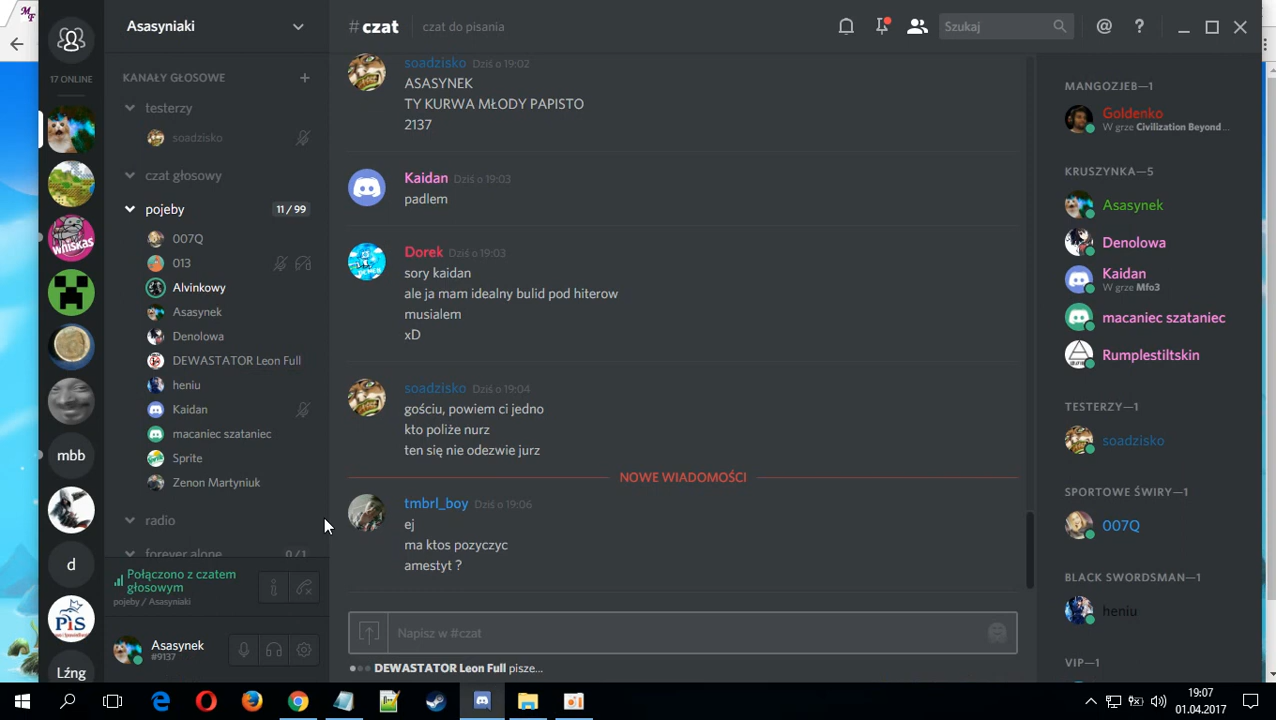 MF
Asasyniaki
#czat
czat do pisania
Szukaj
17 ONLINE
WHISKAS
mbb
d
PiS
Lźng
KANAŁY GŁOSOWE
testerzy
soadzisko
czat głosowy
pojeby
11 / 99
007Q
013
Alvinkowy
Asasynek
Denolowa
DEWASTATOR Leon Full
heniu
Kaidan
macaniec szataniec
Sprite
Zenon Martyniuk
radio
forever alone
0 / 1
Połączono z czatem
głosowym
pojeby / Asasyniaki
Asasynek
#9137
soadzisko Dziś o 19:02
ASASYNEK
TY KURWA MŁODY PAPISTO
2137
Kaidan Dziś o 19:03
padlem
Dorek Dziś o 19:03
sory kaidan
ale ja mam idealny bulid pod hiterow
musialem
xD
soadzisko Dziś o 19:04
gościu, powiem ci jedno
kto poliże nurz
ten się nie odezwie jurz
NOWE WIADOMOŚCI
tmbrl_boy Dziś o 19:06
ej
ma ktos pozyczyc
amestyt ?
Napisz w #czat
DEWASTATOR Leon Full pisze...
MANGOZJEB—1
Goldenko
W grze Civilization Beyond ...
KRUSZYNKA—5
Asasynek
Denolowa
Kaidan
W grze Mfo3
macaniec szataniec
Rumplestiltskin
TESTERZY—1
soadzisko
SPORTOWE ŚWIRY—1
007Q
BLACK SWORDSMAN—1
heniu
VIP—1
19:07
01.04.2017